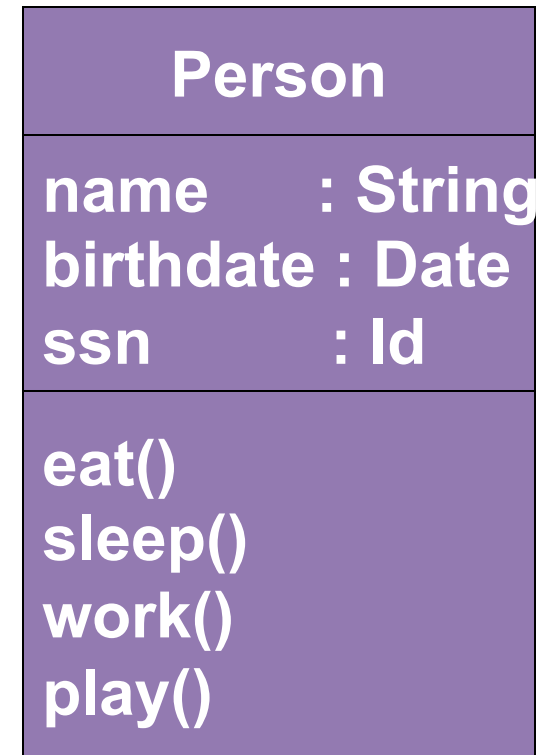 Person
name : String
birthdate : Date
ssn : Id
eat()
sleep()
work()
play()